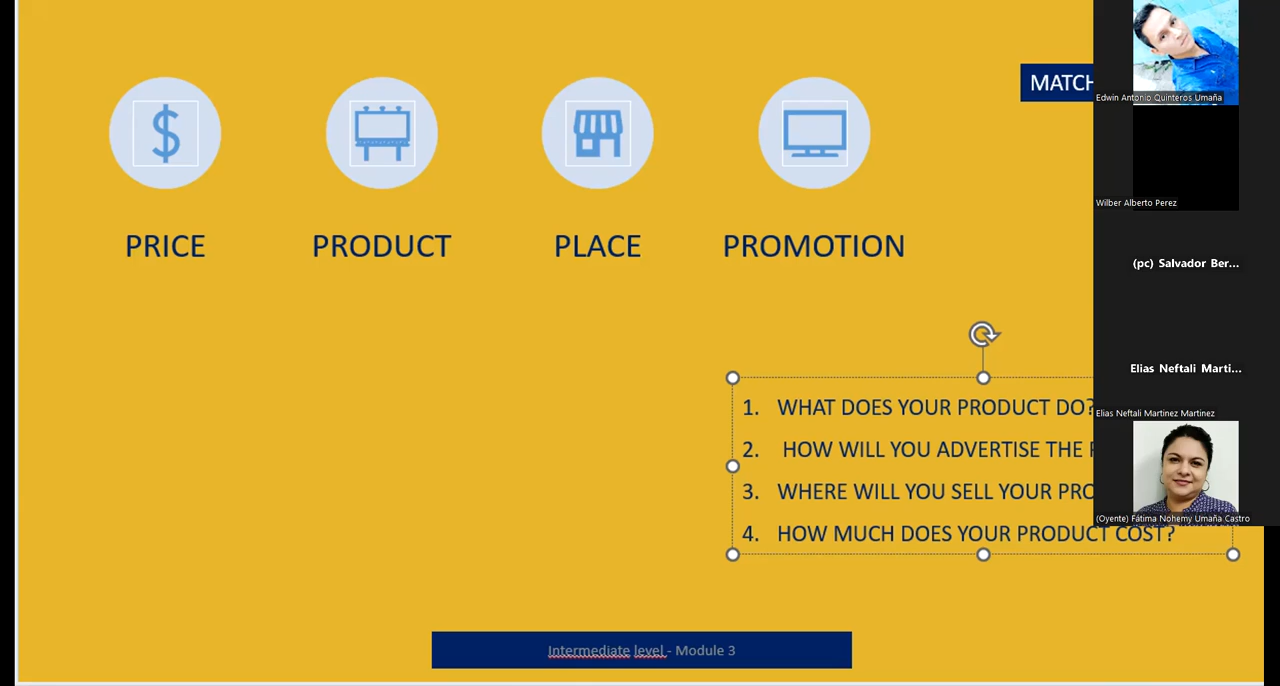 MATCH
Edwin Antonio Quinteros Umaña
PRICE
PRODUCT
PLACE
PROMOTION
Wilber Alberto Perez
(pc) Salvador Ber...
Elias Neftali Marti...
Elias Neftali Martinez Martinez
1. WHAT DOES YOUR PRODUCT DO?
2. HOW WILL YOU ADVERTISE THE
3. WHERE WILL YOU SELL YOUR PRO
4. HOW MUCH DOES YOUR PRODUCT COST?
(Oyente) Fátima Nohemy Umaña Castro
Intermediate level - Module 3